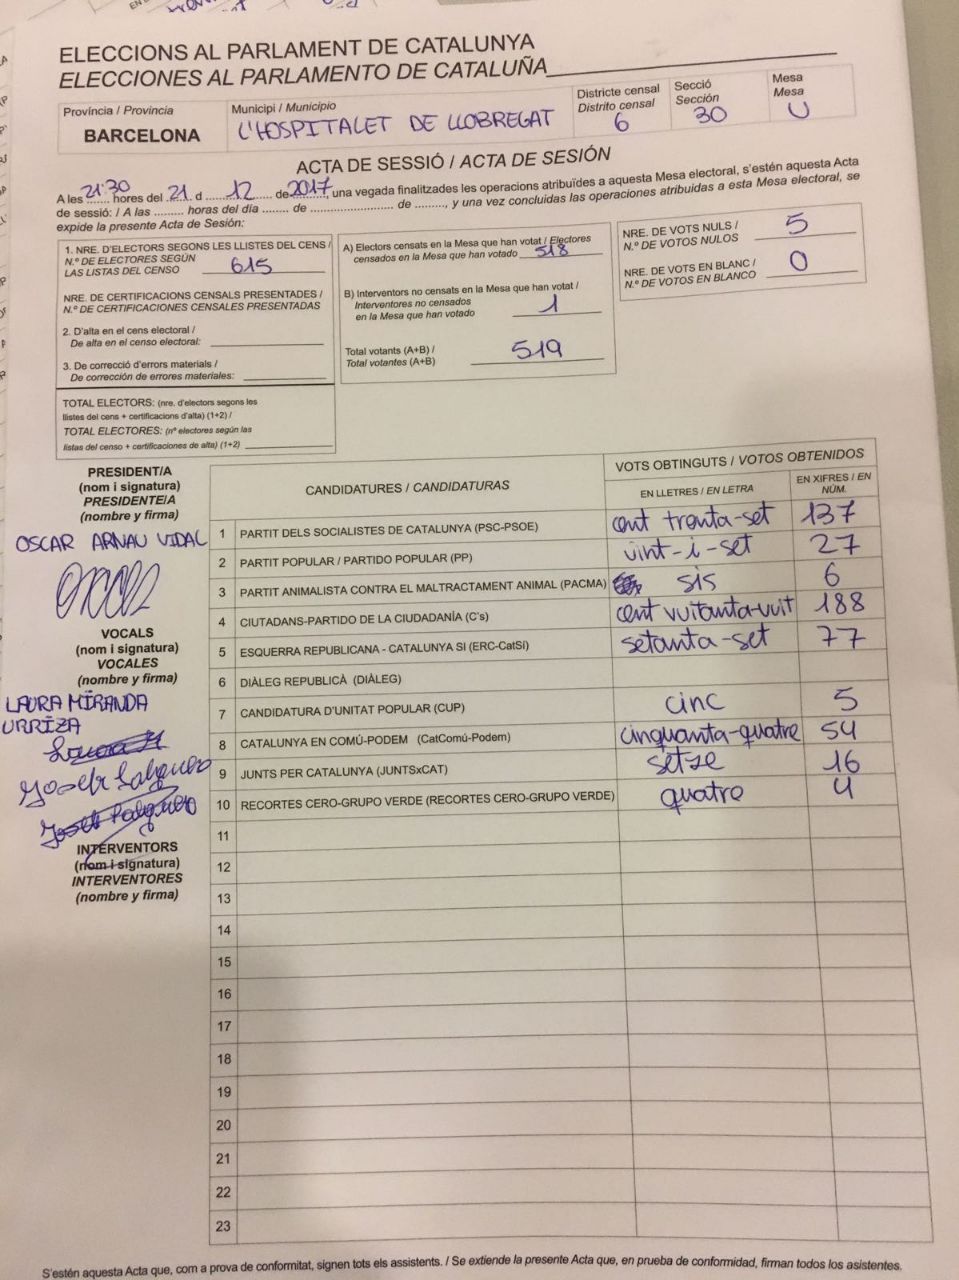 ELECCIONS AL PARLAMENT DE CATALUNYA
ELECCIONES AL PARLAMENTO DE CATALUÑA
Província / Provincia
BARCELONA
Municipi / Municipio
L'HOSPITALET DE LLOBREGAT
Districte censal
Distrito censal
6
Secció
Sección
30
Mesa
Mesa
U
ACTA DE SESSIÓ / ACTA DE SESIÓN
A les 21:30 hores del 21 d 12 de 2017, una vegada finalitzades les operacions atribuïdes a aquesta Mesa electoral, s'estén aquesta Acta
de sessió: / A las ......... horas del día ........ de ........................ de ........., y una vez concluidas las operaciones atribuidas a esta Mesa electoral, se
expide la presente Acta de Sesión:
1. NRE. D'ELECTORS SEGONS LES LLISTES DEL CENS /
N.º DE ELECTORES SEGÚN
LAS LISTAS DEL CENSO 615
NRE. DE CERTIFICACIONS CENSALS PRESENTADES /
N.º DE CERTIFICACIONES CENSALES PRESENTADAS
2. D'alta en el cens electoral /
De alta en el censo electoral:
3. De correcció d'errors materials /
De corrección de errores materiales:
TOTAL ELECTORS: (nre. d'electors segons les
llistes del cens + certificacions d'alta) (1+2) /
TOTAL ELECTORES: (nº electores según las
listas del censo + certificaciones de alta) (1+2)
A) Electors censats en la Mesa que han votat / Electores
censados en la Mesa que han votado 518
B) Interventors no censats en la Mesa que han votat /
Interventores no censados
en la Mesa que han votado 1
Total votants (A+B) /
Total votantes (A+B) 519
NRE. DE VOTS NULS /
N.º DE VOTOS NULOS 5
NRE. DE VOTS EN BLANC /
N.º DE VOTOS EN BLANCO 0
PRESIDENT/A
(nom i signatura)
PRESIDENTE/A
(nombre y firma)
OSCAR ARNAU VIDAL
VOCALS
(nom i signatura)
VOCALES
(nombre y firma)
LAURA MIRANDA
URRIZA
INTERVENTORS
(nom i signatura)
INTERVENTORES
(nombre y firma)
CANDIDATURES / CANDIDATURAS
VOTS OBTINGUTS / VOTOS OBTENIDOS
EN LLETRES / EN LETRA
EN XIFRES / EN
NÚM.
1 PARTIT DELS SOCIALISTES DE CATALUNYA (PSC-PSOE) cent trenta-set 137
2 PARTIT POPULAR / PARTIDO POPULAR (PP) vint-i-set 27
3 PARTIT ANIMALISTA CONTRA EL MALTRACTAMENT ANIMAL (PACMA) sis 6
4 CIUTADANS-PARTIDO DE LA CIUDADANÍA (C's) cent vuitanta-vuit 188
5 ESQUERRA REPUBLICANA - CATALUNYA SI (ERC-CatSí) setanta-set 77
6 DIÀLEG REPUBLICÀ (DIÀLEG)
7 CANDIDATURA D'UNITAT POPULAR (CUP) cinc 5
8 CATALUNYA EN COMÚ-PODEM (CatComú-Podem) cinquanta-quatre 54
9 JUNTS PER CATALUNYA (JUNTSxCAT) setze 16
10 RECORTES CERO-GRUPO VERDE (RECORTES CERO-GRUPO VERDE) quatre 4
11
12
13
14
15
16
17
18
19
20
21
22
23
S'estén aquesta Acta que, com a prova de conformitat, signen tots els assistents. / Se extiende la presente Acta que, en prueba de conformidad, firman todos los asistentes.